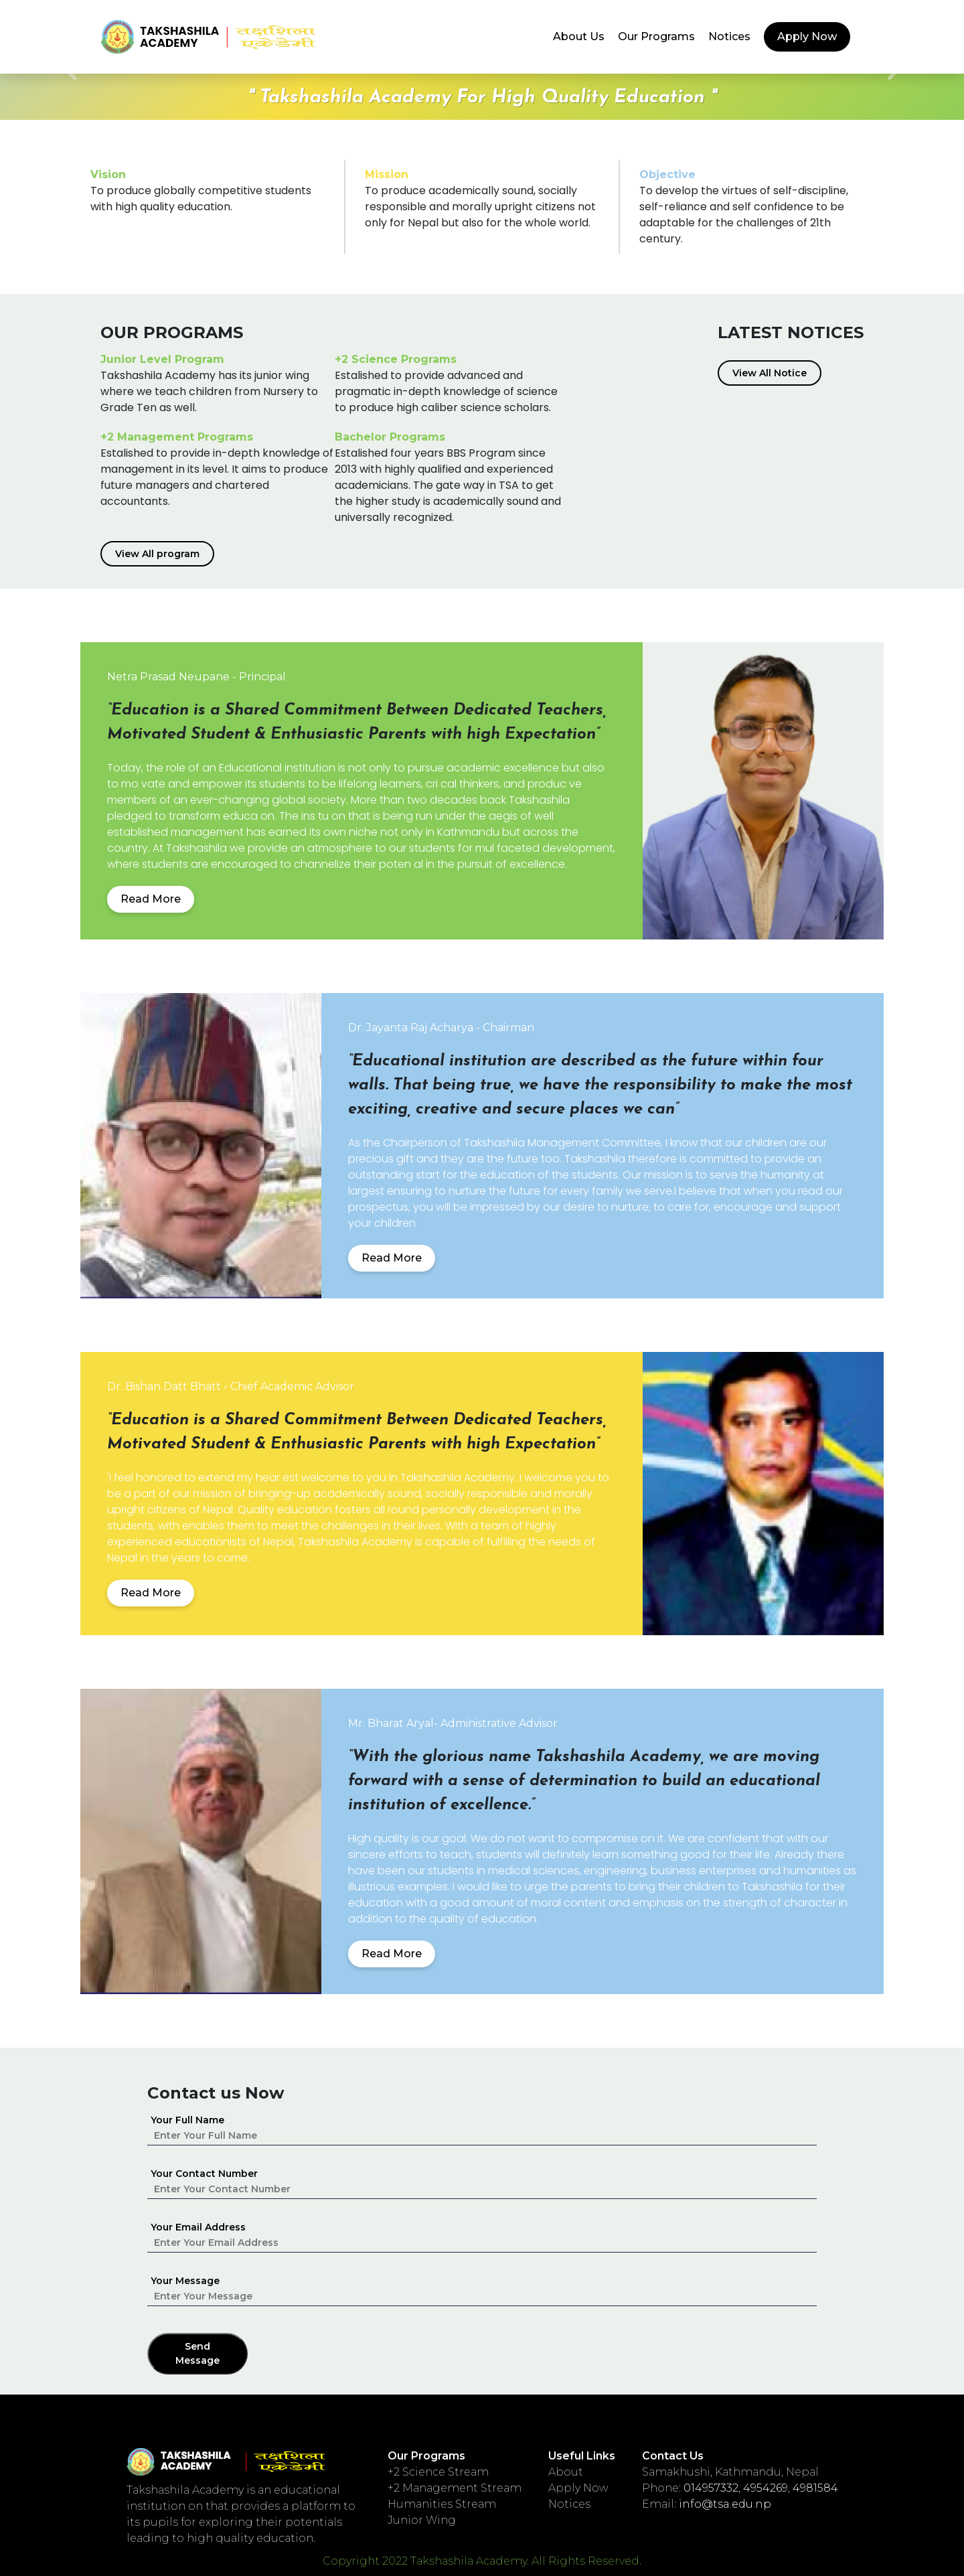 TAKSHASHILA
ACADEMY
तक्षशिला
एकेडेमी
About Us
Our Programs
Notices
Apply Now
" Takshashila Academy For High Quality Education "
Vision
To produce globally competitive students
with high quality education.
Mission
To produce academically sound, socially
responsible and morally upright citizens not
only for Nepal but also for the whole world.
Objective
To develop the virtues of self-discipline,
self-reliance and self confidence to be
adaptable for the challenges of 21th
century.
OUR PROGRAMS
Junior Level Program
Takshashila Academy has its junior wing
where we teach children from Nursery to
Grade Ten as well.
+2 Science Programs
Estalished to provide advanced and
pragmatic in-depth knowledge of science
to produce high caliber science scholars.
+2 Management Programs
Estalished to provide in-depth knowledge of
management in its level. It aims to produce
future managers and chartered
accountants.
Bachelor Programs
Estalished four years BBS Program since
2013 with highly qualified and experienced
academicians. The gate way in TSA to get
the higher study is academically sound and
universally recognized.
View All program
LATEST NOTICES
View All Notice
Netra Prasad Neupane - Principal
"Education is a Shared Commitment Between Dedicated Teachers,
Motivated Student & Enthusiastic Parents with high Expectation"
Today, the role of an Educational institution is not only to pursue academic excellence but also
to mo vate and empower its students to be lifelong learners, cri cal thinkers, and produc ve
members of an ever-changing global society. More than two decades back Takshashila
pledged to transform educa on. The ins tu on that is being run under the aegis of well
established management has earned its own niche not only in Kathmandu but across the
country. At Takshashila we provide an atmosphere to our students for mul faceted development,
where students are encouraged to channelize their poten al in the pursuit of excellence.
Read More
Dr. Jayanta Raj Acharya - Chairman
"Educational institution are described as the future within four
walls. That being true, we have the responsibility to make the most
exciting, creative and secure places we can"
As the Chairperson of Takshashila Management Committee, I know that our children are our
precious gift and they are the future too. Takshashila therefore is committed to provide an
outstanding start for the education of the students. Our mission is to serve the humanity at
largest ensuring to nurture the future for every family we serve.I believe that when you read our
prospectus, you will be impressed by our desire to nurture; to care for, encourage and support
your children
Read More
Dr. Bishan Datt Bhatt - Chief Academic Advisor
"Education is a Shared Commitment Between Dedicated Teachers,
Motivated Student & Enthusiastic Parents with high Expectation"
'I feel honored to extend my hear est welcome to you in Takshashila Academy. I welcome you to
be a part of our mission of bringing-up academically sound, socially responsible and morally
upright citizens of Nepal. Quality education fosters all round personally development in the
students, with enables them to meet the challenges in their lives. With a team of highly
experienced educationists of Nepal, Takshashila Academy is capable of fulfilling the needs of
Nepal in the years to come.
Read More
Mr. Bharat Aryal- Administrative Advisor
"With the glorious name Takshashila Academy, we are moving
forward with a sense of determination to build an educational
institution of excellence."
High quality is our goal. We do not want to compromise on it. We are confident that with our
sincere efforts to teach, students will definitely learn something good for their life. Already there
have been our students in medical sciences, engineering, business enterprises and humanities as
illustrious examples. I would like to urge the parents to bring their children to Takshashila for their
education with a good amount of moral content and emphasis on the strength of character in
addition to the quality of education.
Read More
Contact us Now
Your Full Name
Enter Your Full Name
Your Contact Number
Enter Your Contact Number
Your Email Address
Enter Your Email Address
Your Message
Enter Your Message
Send
Message
TAKSHASHILA
ACADEMY
तक्षशिला
एकेडेमी
Takshashila Academy is an educational
institution on that provides a platform to
its pupils for exploring their potentials
leading to high quality education.
Our Programs
+2 Science Stream
+2 Management Stream
Humanities Stream
Junior Wing
Useful Links
About
Apply Now
Notices
Contact Us
Samakhushi, Kathmandu, Nepal
Phone: 014957332, 4954269, 4981584
Email: info@tsa.edu.np
Copyright 2022 Takshashila Academy. All Rights Reserved.